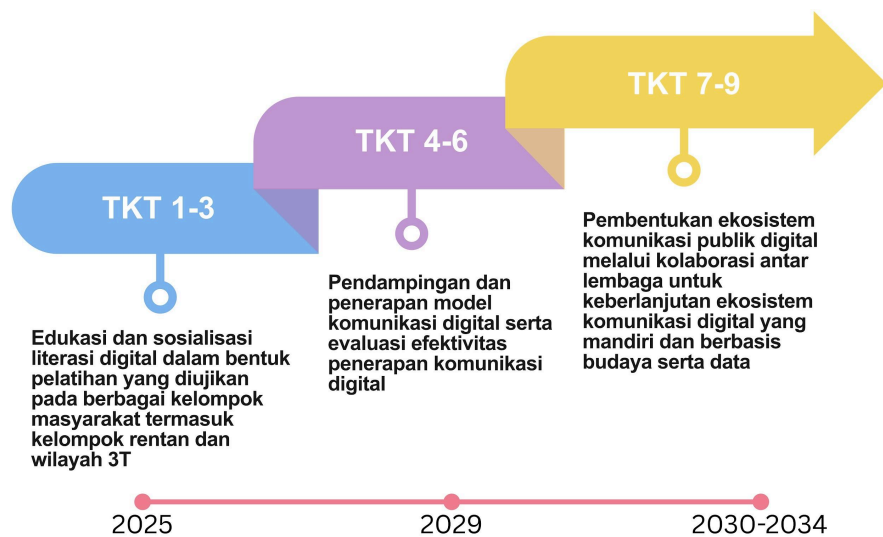 TKT 1-3
Edukasi dan sosialisasi
literasi digital dalam bentuk
pelatihan yang diujikan
pada berbagai kelompok
masyarakat termasuk
kelompok rentan dan
wilayah 3T
TKT 4-6
Pendampingan dan
penerapan model
komunikasi digital serta
evaluasi efektivitas
penerapan komunikasi
digital
TKT 7-9
Pembentukan ekosistem
komunikasi publik digital
melalui kolaborasi antar
lembaga untuk
keberlanjutan ekosistem
komunikasi digital yang
mandiri dan berbasis
budaya serta data
2025
2029
2030-2034